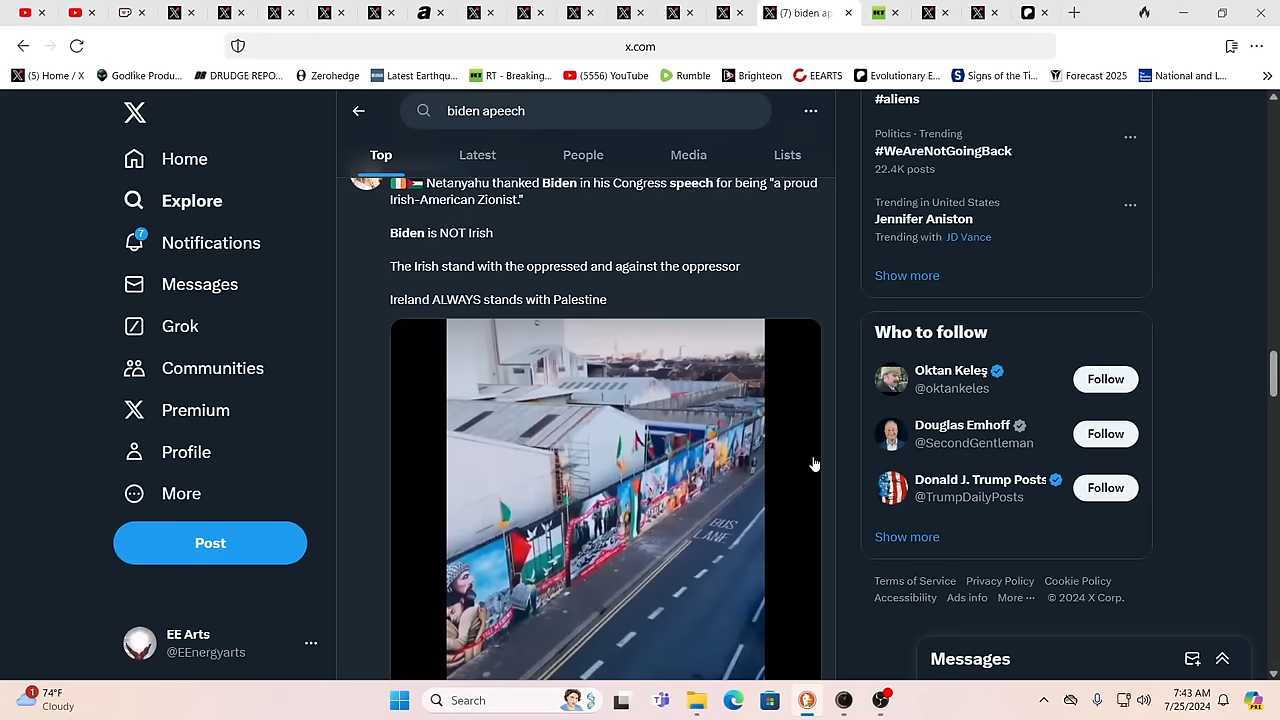 (7) biden ap
x.com
(5) Home / X
Godlike Produ...
DRUDGE REPO...
Zerohedge
Latest Earthqu...
RT - Breaking...
(5556) YouTube
Rumble
Brighteon
EEARTS
Evolutionary E...
Signs of the Ti...
Forecast 2025
National and L...
biden apeech
Top
Latest
People
Media
Lists
Home
Explore
7
Notifications
Messages
Grok
Communities
Premium
Profile
More
Post
EE Arts
@EEnergyarts
Netanyahu thanked Biden in his Congress speech for being "a proud
Irish-American Zionist."
Biden is NOT Irish
The Irish stand with the oppressed and against the oppressor
Ireland ALWAYS stands with Palestine
BUS
LANE
#aliens
Politics · Trending
#WeAreNotGoingBack
22.4K posts
Trending in United States
Jennifer Aniston
Trending with JD Vance
Show more
Who to follow
Oktan Keleş
@oktankeles
Follow
Douglas Emhoff
@SecondGentleman
Follow
Donald J. Trump Posts
@TrumpDailyPosts
Follow
Show more
Terms of Service Privacy Policy Cookie Policy
Accessibility Ads info More ··· © 2024 X Corp.
Messages
1
74°F
Cloudy
Search
7:43 AM
7/25/2024
PRE